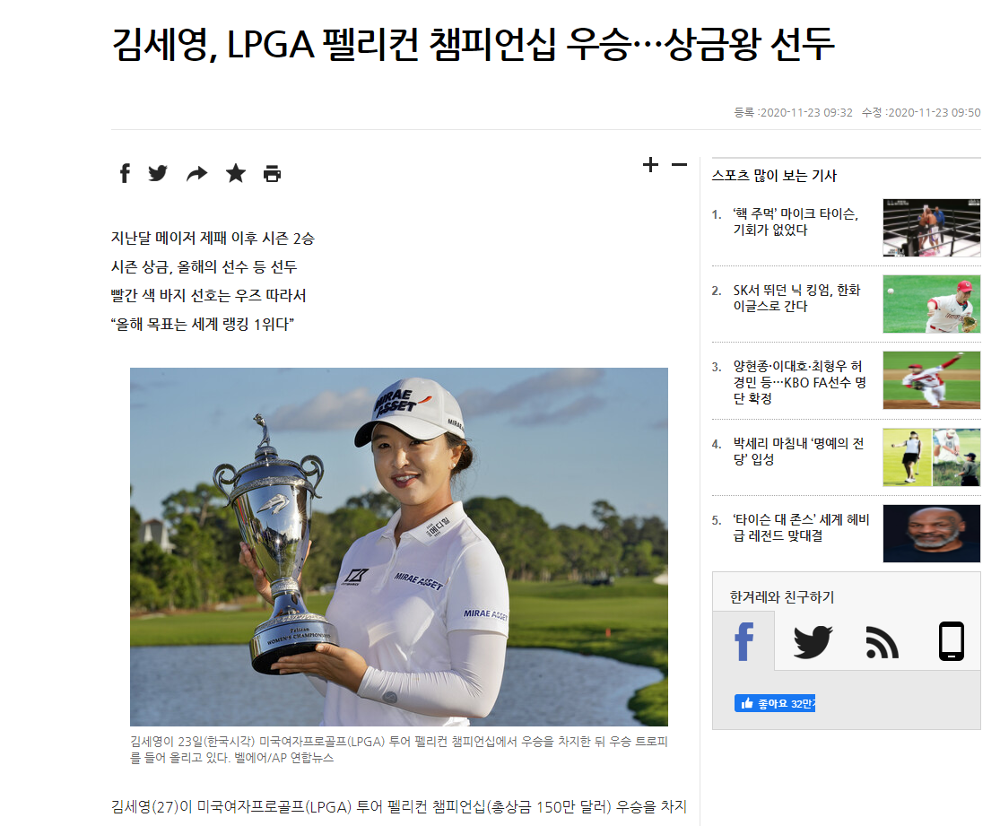 김세영, LPGA 펠리컨 챔피언십 우승…상금왕 선두
등록 :2020-11-23 09:32 수정 :2020-11-23 09:50
지난달 메이저 제패 이후 시즌 2승
시즌 상금, 올해의 선수 등 선두
빨간 색 바지 선호는 우즈 따라서
“올해 목표는 세계 랭킹 1위다”
MIRAE
ASSET
MIRAE
메디힐
MIRAE ASSET
MIRAE ASSET
Pelican
WOMEN'S CHAMPIONSHIP
김세영이 23일(한국시각) 미국여자프로골프(LPGA) 투어 펠리컨 챔피언십에서 우승을 차지한 뒤 우승 트로피
를 들어 올리고 있다. 벨에어/AP 연합뉴스
김세영(27)이 미국여자프로골프(LPGA) 투어 펠리컨 챔피언십(총상금 150만 달러) 우승을 차지
스포츠 많이 보는 기사
1. ‘핵 주먹’ 마이크 타이슨,
기회가 없었다
2. SK서 뛰던 닉 킹엄, 한화
이글스로 간다
3. 양현종·이대호·최형우 허
경민 등…KBO FA선수 명
단 확정
4. 박세리 마침내 ‘명예의 전
당’ 입성
5. ‘타이슨 대 존스’ 세계 헤비
급 레전드 맞대결
한겨레와 친구하기
좋아요 32만